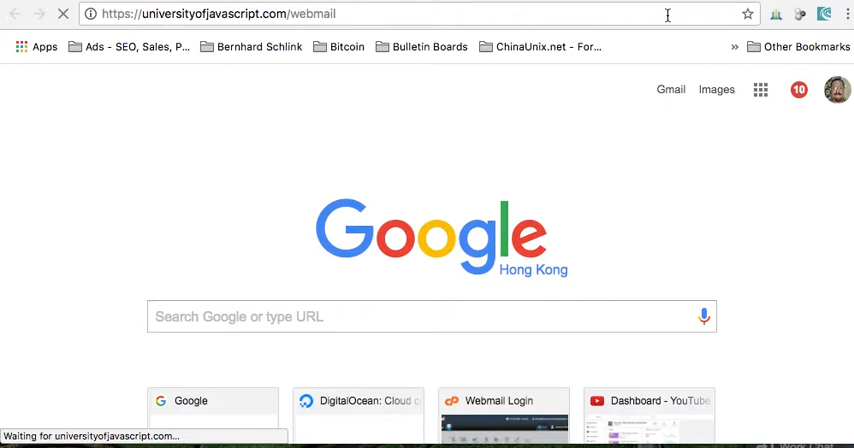 https://universityofjavascript.com/webmail
Apps Ads - SEO, Sales, P... Bernhard Schlink Bitcoin Bulletin Boards ChinaUnix.net - For... » Other Bookmarks
Gmail Images 10
Google
Hong Kong
Search Google or type URL
Google DigitalOcean: Cloud c Webmail Login Dashboard - YouTube
Waiting for universityofjavascript.com...